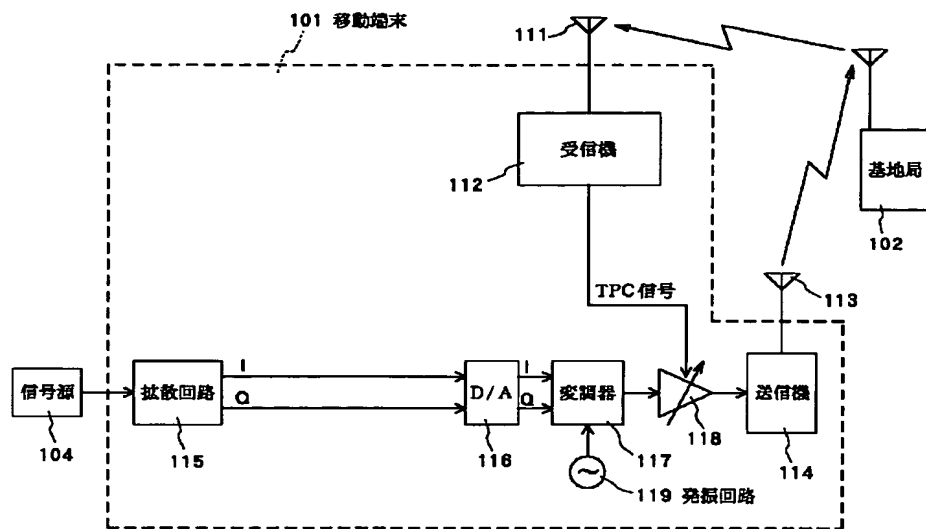 101 移動端末
111
受信機
112
基地局
102
TPC信号
113
信号源
104
拡散回路
115
I
Q
D/A
116
I
Q
変調器
117
118
送信機
114
119 発振回路